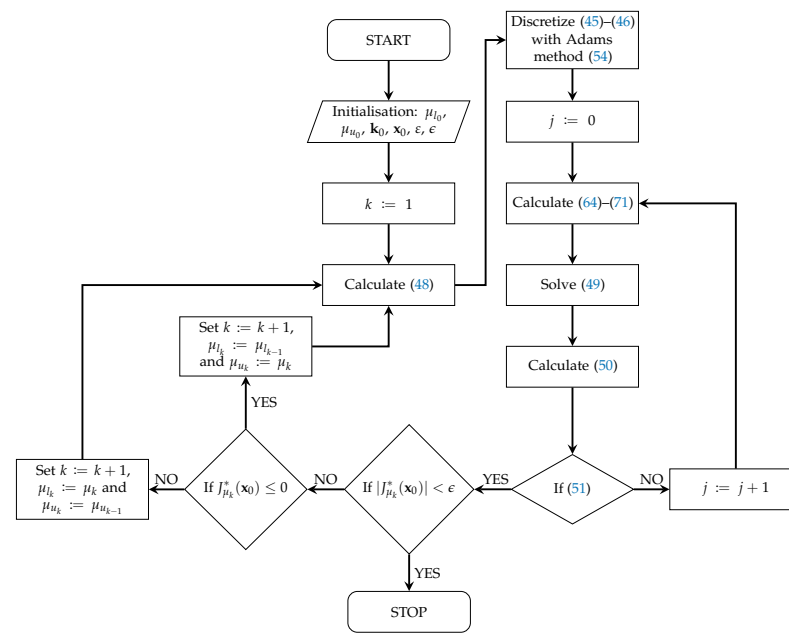 START
Initialisation: μ_{l_0},
μ_{u_0}, k_0, x_0, ε, ϵ
k := 1
Calculate (48)
Discretize (45)–(46)
with Adams
method (54)
j := 0
Calculate (64)–(71)
Solve (49)
Calculate (50)
If (51)
NO
j := j + 1
YES
If |J*_{μ_k}(x_0)| < ϵ
YES
STOP
NO
If J*_{μ_k}(x_0) ≤ 0
YES
Set k := k + 1,
μ_{l_k} := μ_{l_{k−1}}
and μ_{u_k} := μ_k
NO
Set k := k + 1,
μ_{l_k} := μ_k and
μ_{u_k} := μ_{u_{k−1}}